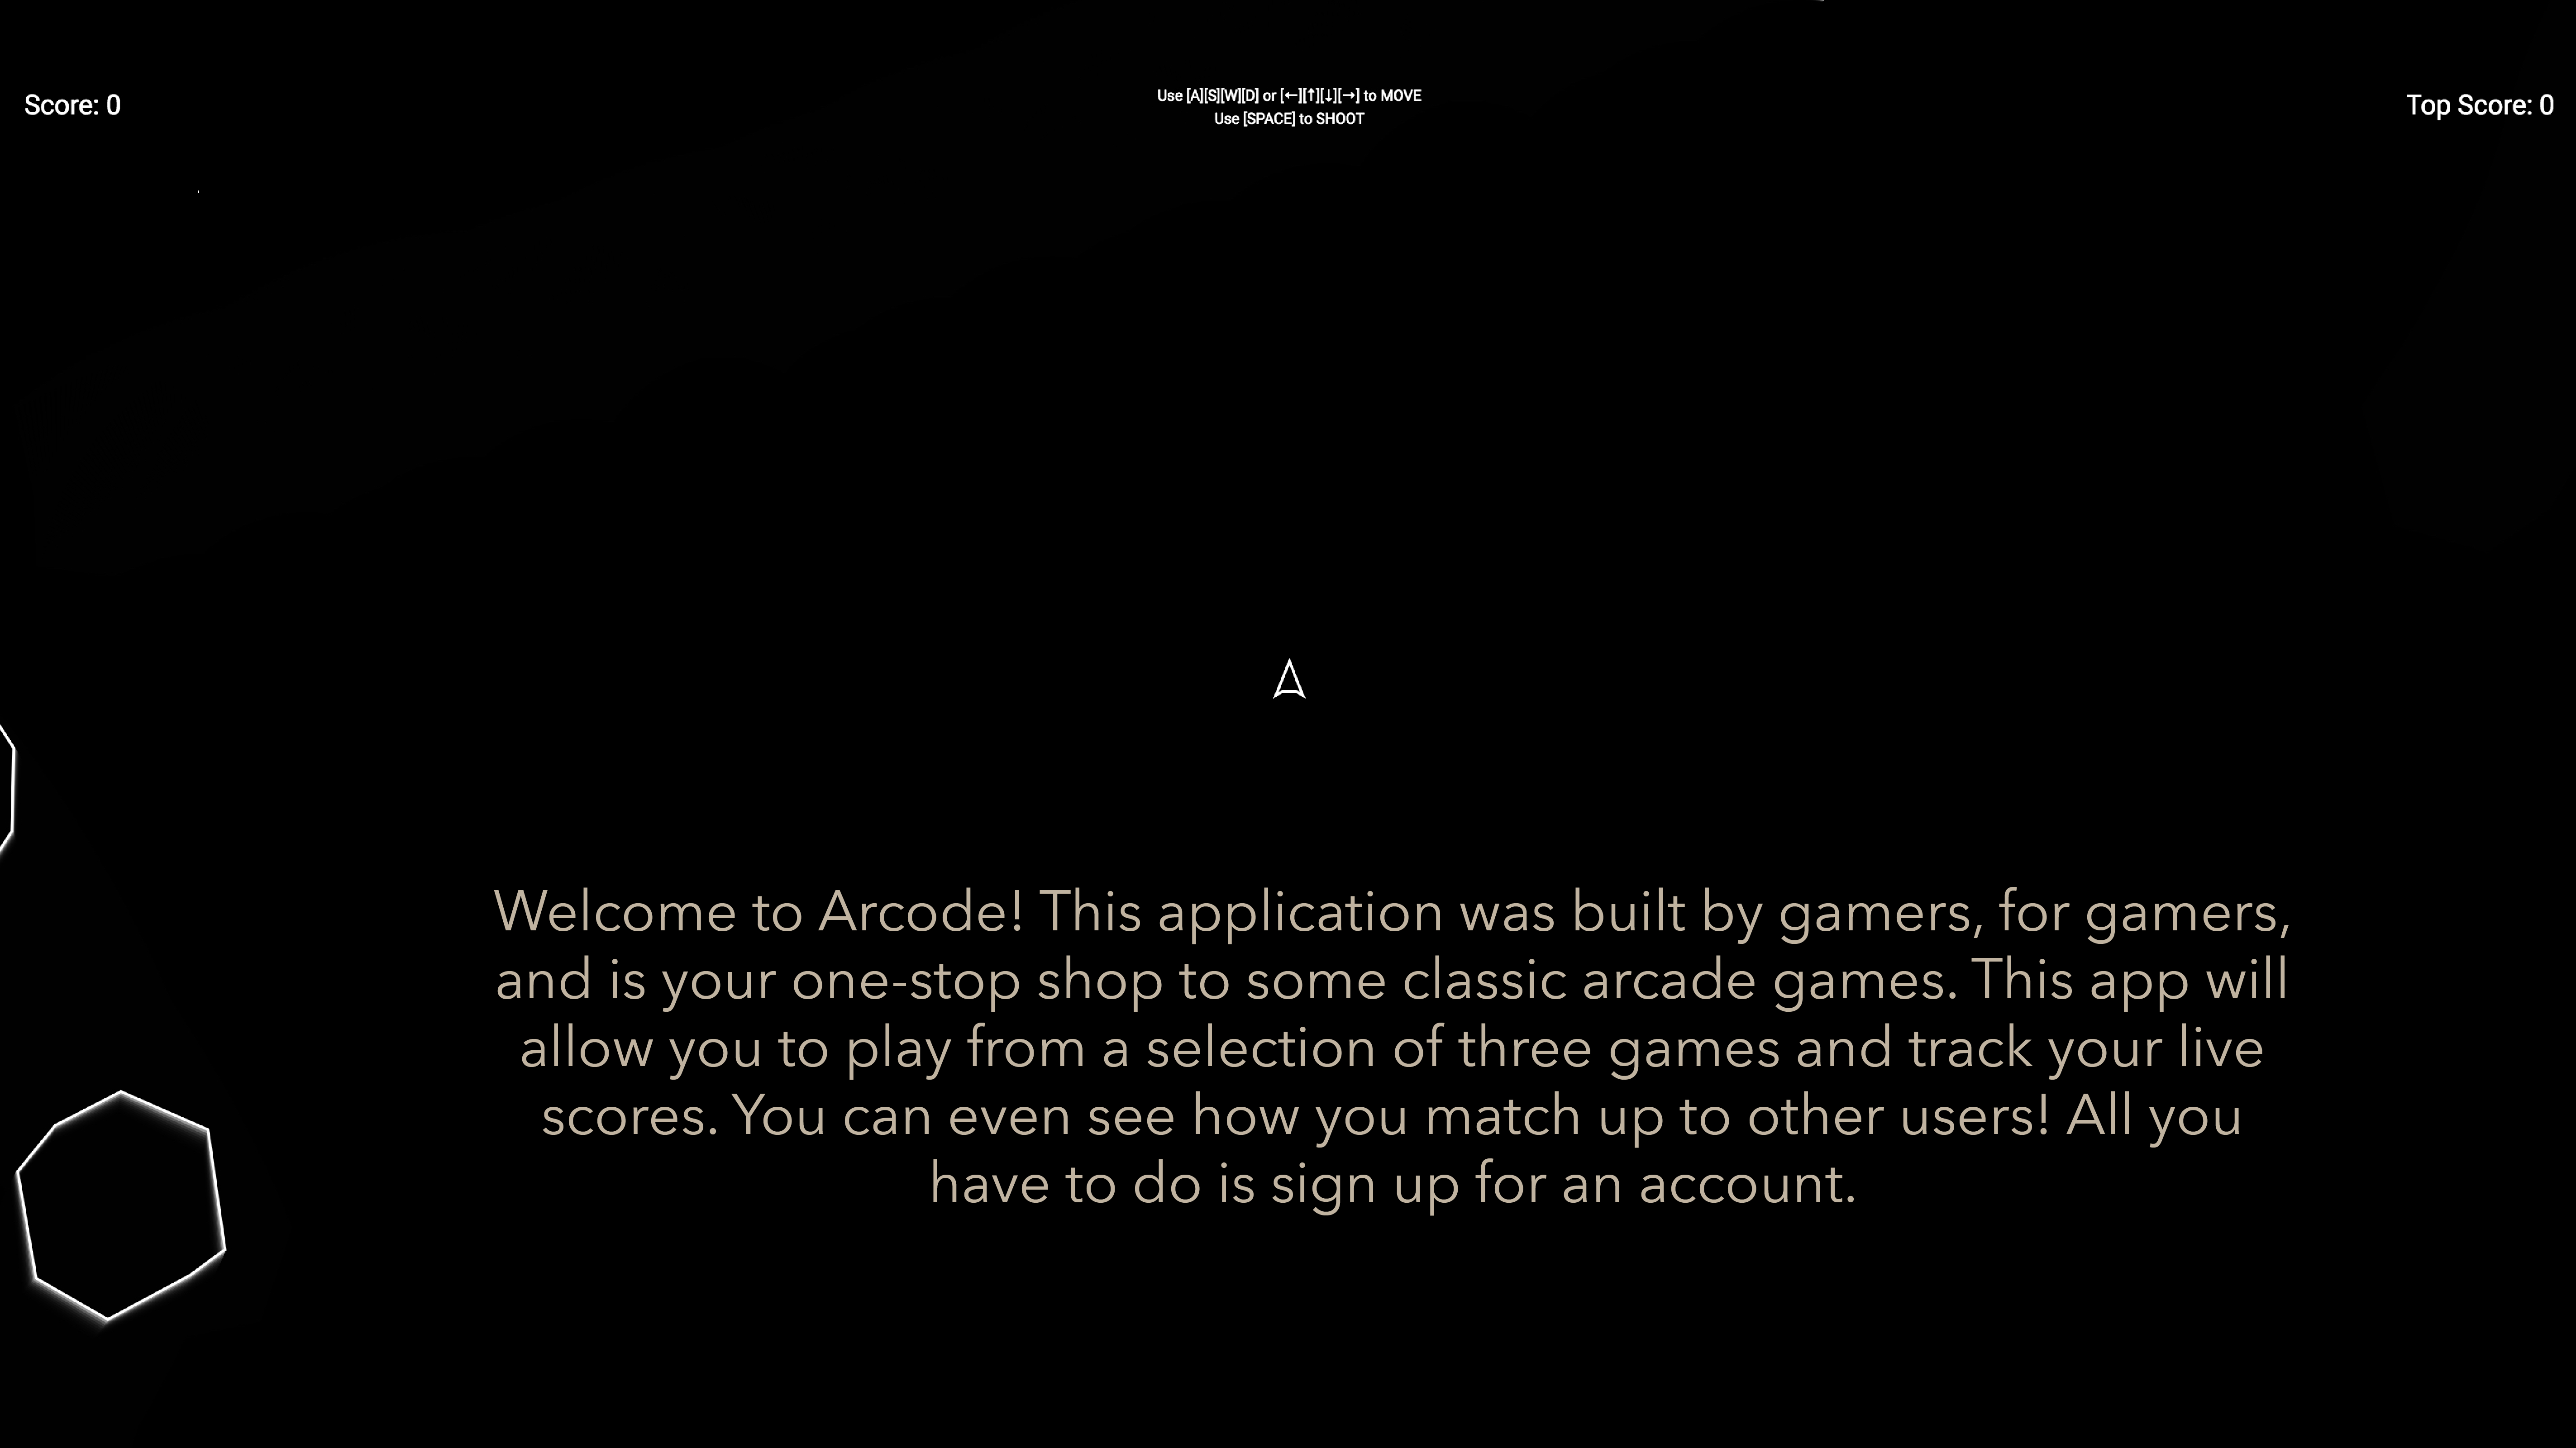 Score: 0
Use [A][S][W][D] or [←][↑][↓][→] to MOVE
Use [SPACE] to SHOOT
Top Score: 0
Welcome to Arcode! This application was built by gamers, for gamers,
and is your one-stop shop to some classic arcade games. This app will
allow you to play from a selection of three games and track your live
scores. You can even see how you match up to other users! All you
have to do is sign up for an account.